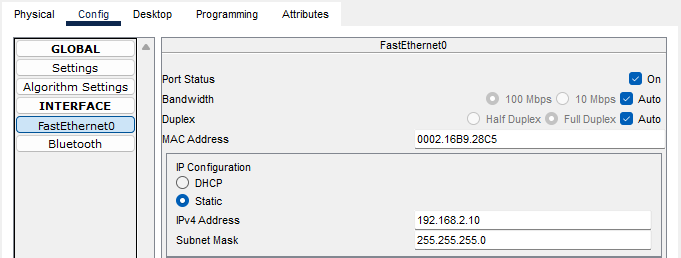 Physical Config Desktop Programming Attributes
GLOBAL
Settings
Algorithm Settings
INTERFACE
FastEthernet0
Bluetooth
FastEthernet0
Port Status On
Bandwidth 100 Mbps 10 Mbps Auto
Duplex Half Duplex Full Duplex Auto
MAC Address 0002.16B9.28C5
IP Configuration
DHCP
Static
IPv4 Address 192.168.2.10
Subnet Mask 255.255.255.0